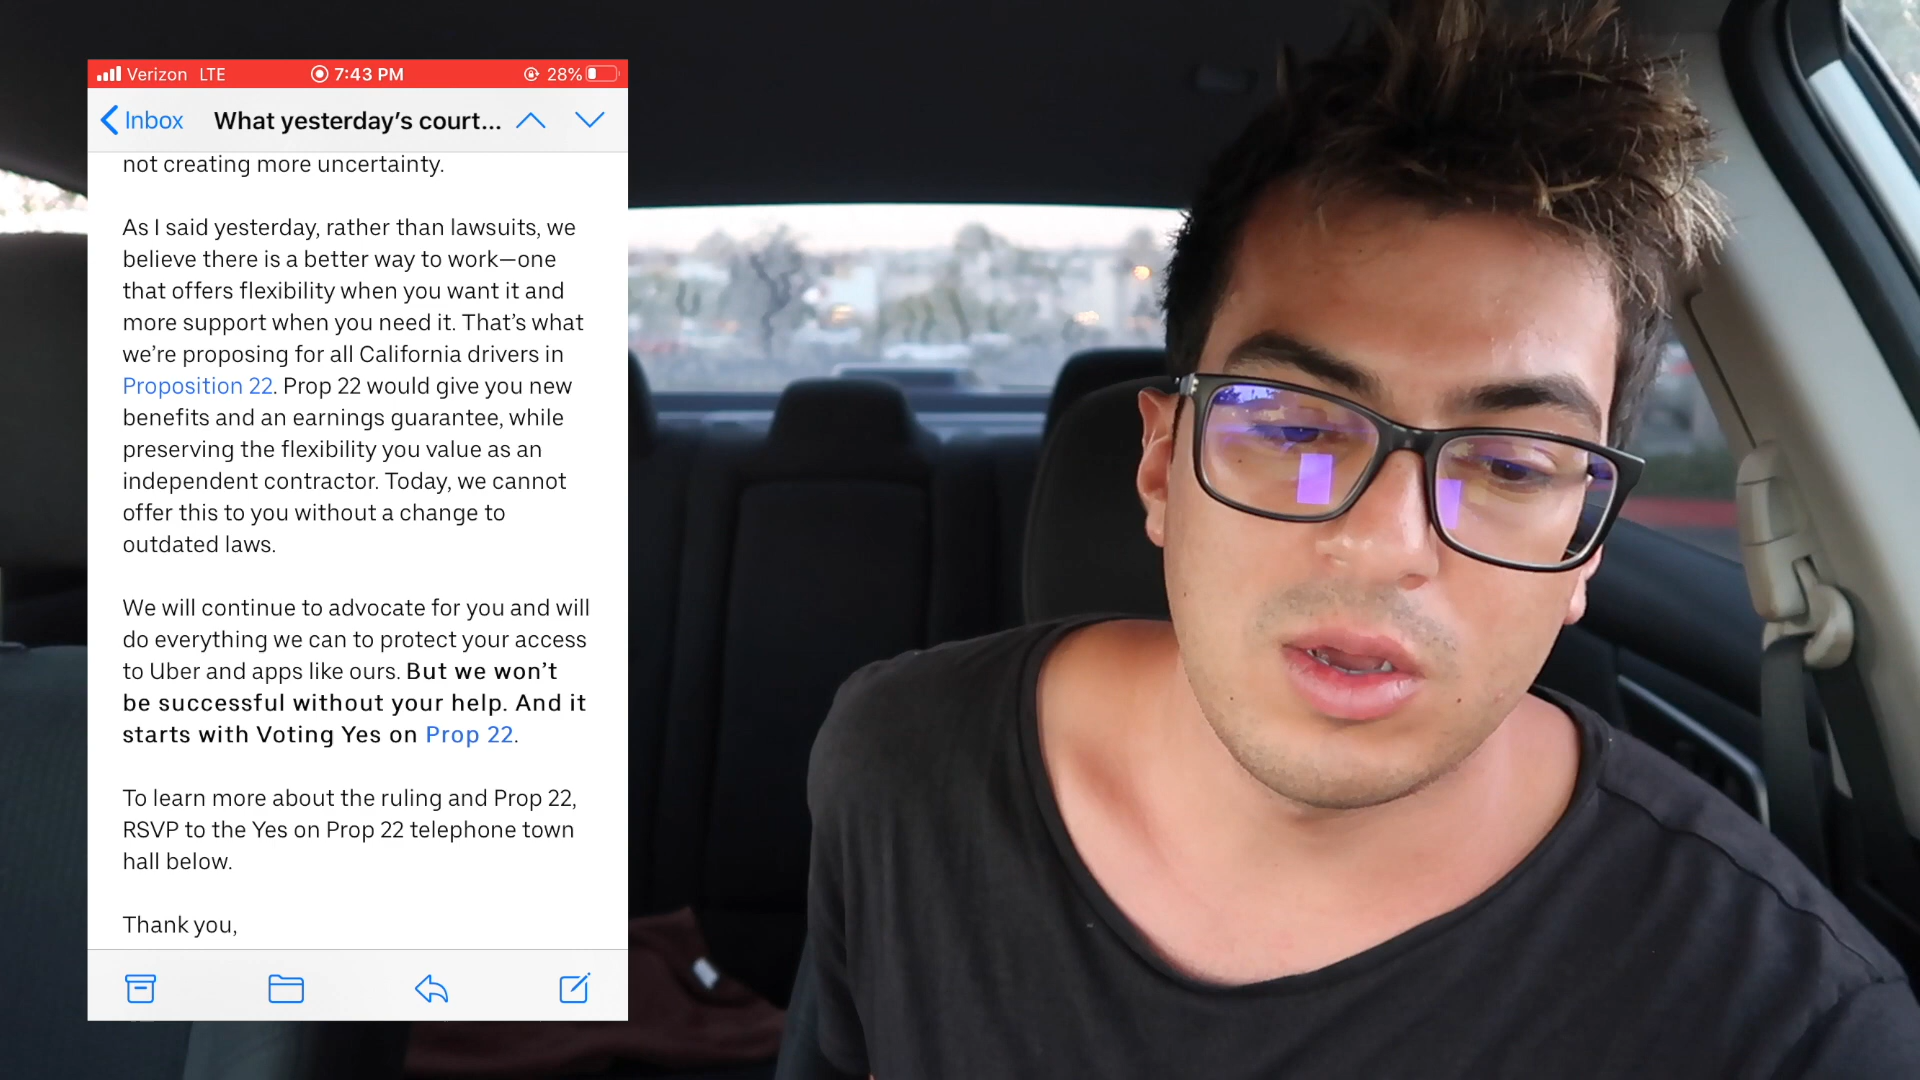 Verizon LTE 7:43 PM 28%
Inbox What yesterday's court...
not creating more uncertainty.
As I said yesterday, rather than lawsuits, we
believe there is a better way to work—one
that offers flexibility when you want it and
more support when you need it. That's what
we're proposing for all California drivers in
Proposition 22. Prop 22 would give you new
benefits and an earnings guarantee, while
preserving the flexibility you value as an
independent contractor. Today, we cannot
offer this to you without a change to
outdated laws.
We will continue to advocate for you and will
do everything we can to protect your access
to Uber and apps like ours. But we won't
be successful without your help. And it
starts with Voting Yes on Prop 22.
To learn more about the ruling and Prop 22,
RSVP to the Yes on Prop 22 telephone town
hall below.
Thank you,